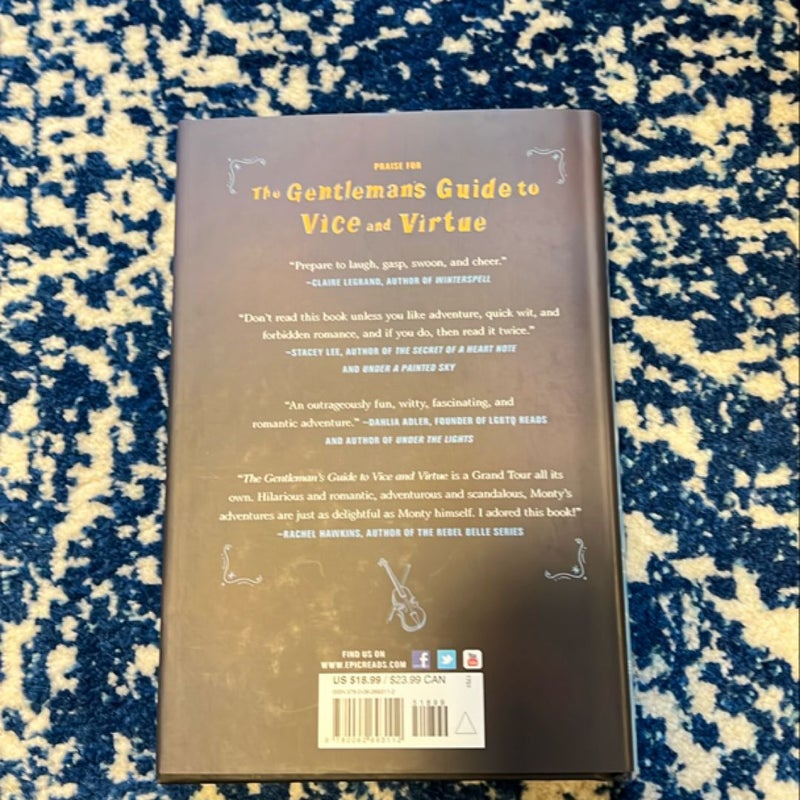 PRAISE FOR
The Gentleman's Guide to
Vice and Virtue
“Prepare to laugh, gasp, swoon, and cheer.”
–CLAIRE LEGRAND, AUTHOR OF WINTERSPELL
“Don't read this book unless you like adventure, quick wit, and
forbidden romance, and if you do, then read it twice.”
–STACEY LEE, AUTHOR OF THE SECRET OF A HEART NOTE
AND UNDER A PAINTED SKY
“An outrageously fun, witty, fascinating, and
romantic adventure.” –DAHLIA ADLER, FOUNDER OF LGBTQ READS
AND AUTHOR OF UNDER THE LIGHTS
“The Gentleman's Guide to Vice and Virtue is a Grand Tour all its
own. Hilarious and romantic, adventurous and scandalous, Monty's
adventures are just as delightful as Monty himself. I adored this book!”
–RACHEL HAWKINS, AUTHOR OF THE REBEL BELLE SERIES
FIND US ON
WWW.EPICREADS.COM
US $18.99 / $23.99 CAN
ISBN
51899